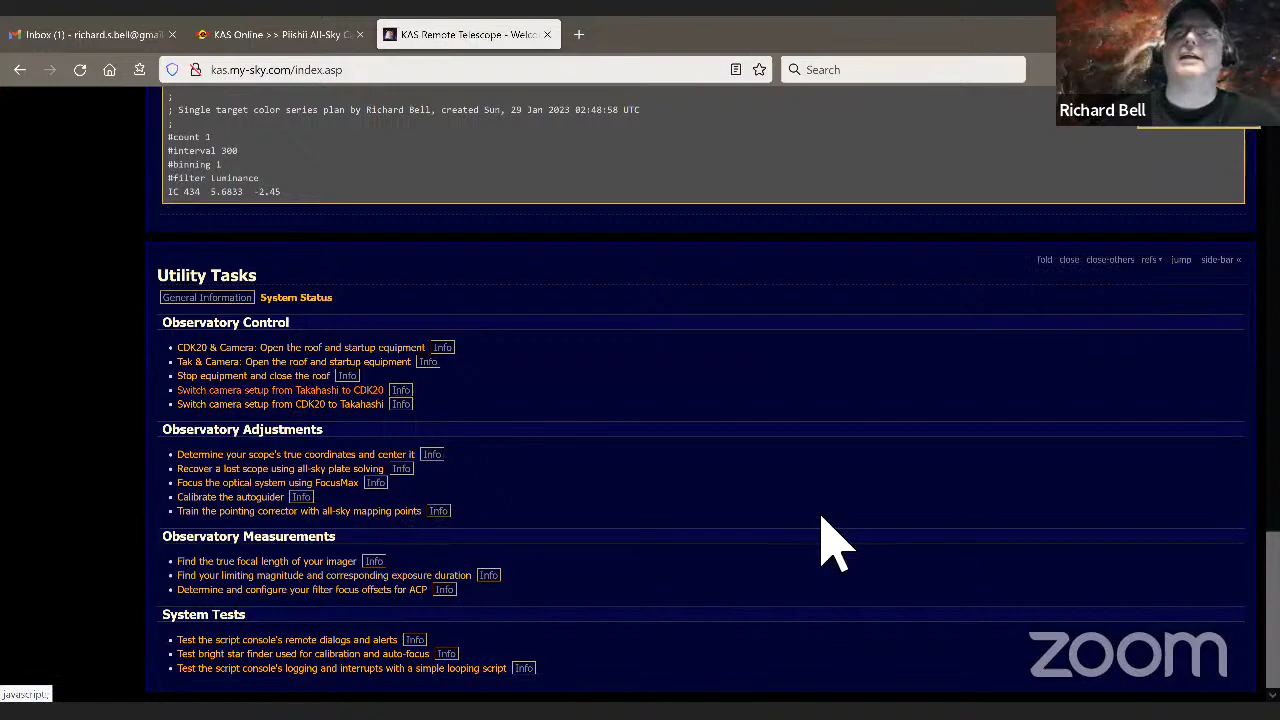 Inbox (1) - richard.s.bell@gmail
KAS Online >> Piishii All-Sky Ca
KAS Remote Telescope - Welco
kas.my-sky.com/index.asp
Search
Richard Bell
;
; Single target color series plan by Richard Bell, created Sun, 29 Jan 2023 02:48:58 UTC
;
#count 1
#interval 300
#binning 1
#filter Luminance
IC 434 5.6833 -2.45
fold close close-others refs▾ jump side-bar «
Utility Tasks
General Information System Status
Observatory Control
• CDK20 & Camera: Open the roof and startup equipment Info
• Tak & Camera: Open the roof and startup equipment Info
• Stop equipment and close the roof Info
• Switch camera setup from Takahashi to CDK20 Info
• Switch camera setup from CDK20 to Takahashi Info
Observatory Adjustments
• Determine your scope's true coordinates and center it Info
• Recover a lost scope using all-sky plate solving Info
• Focus the optical system using FocusMax Info
• Calibrate the autoguider Info
• Train the pointing corrector with all-sky mapping points Info
Observatory Measurements
• Find the true focal length of your imager Info
• Find your limiting magnitude and corresponding exposure duration Info
• Determine and configure your filter focus offsets for ACP Info
System Tests
• Test the script console's remote dialogs and alerts Info
• Test bright star finder used for calibration and auto-focus Info
• Test the script console's logging and interrupts with a simple looping script Info
zoom
javascript:;